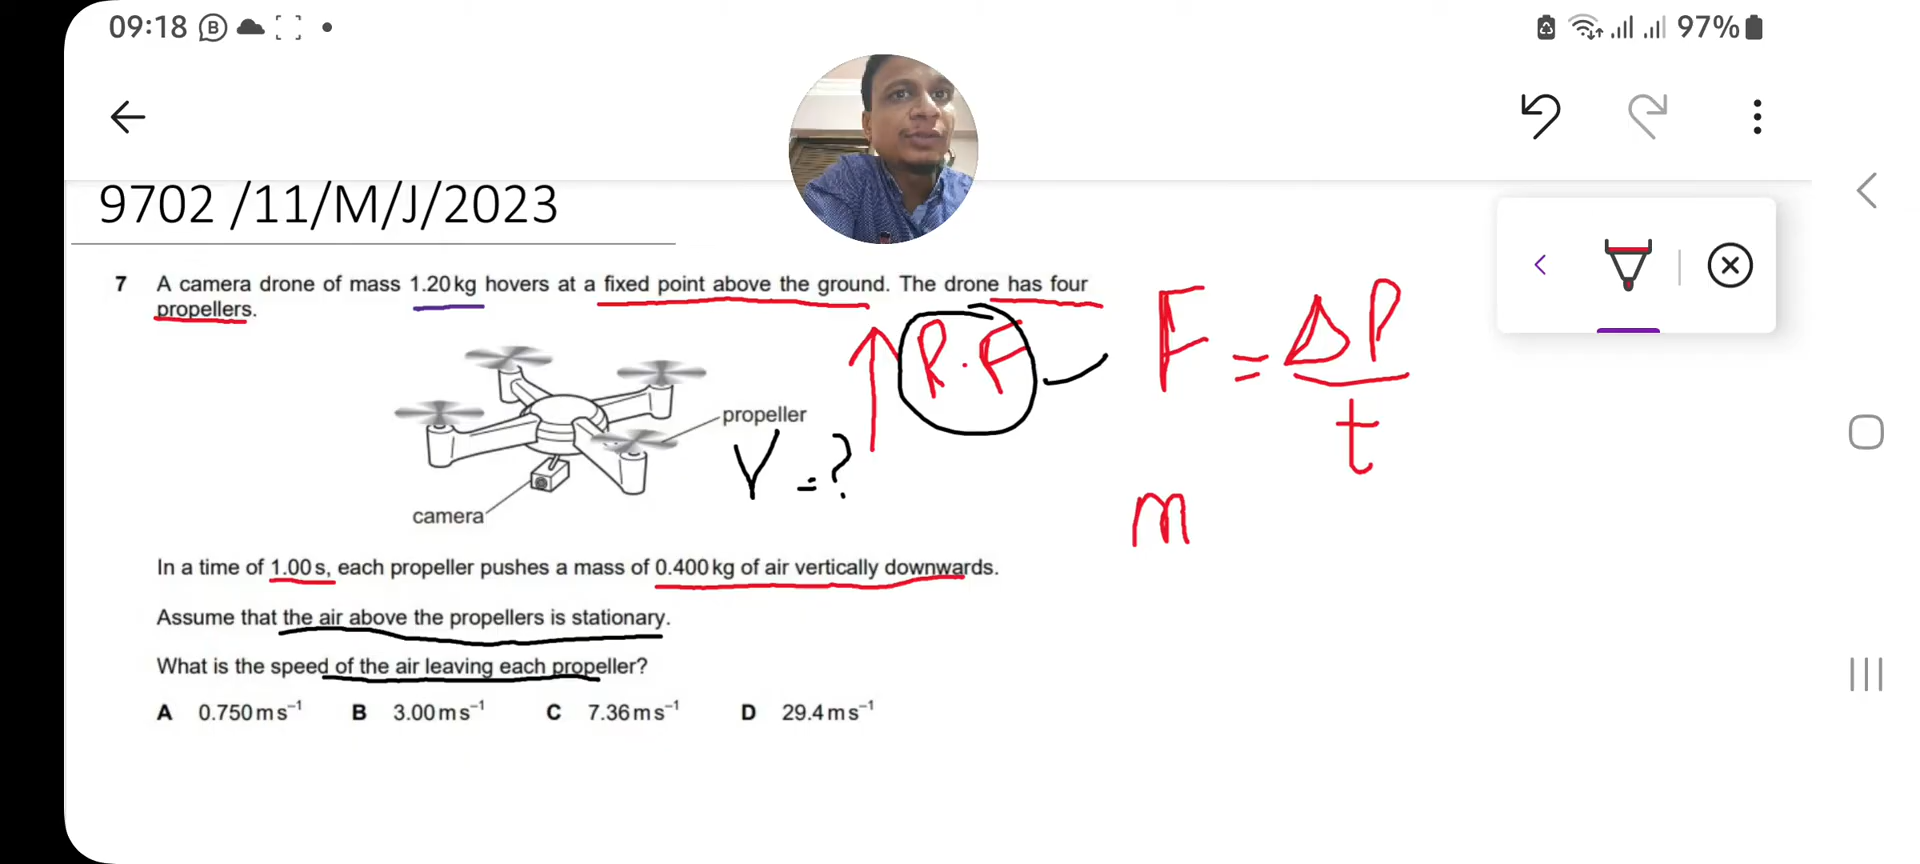 09:18
97%
9702 /11/M/J/2023
7 A camera drone of mass 1.20 kg hovers at a fixed point above the ground. The drone has four
propellers.
R.F
F = ΔP
t
propeller
V = ?
camera
m
In a time of 1.00 s, each propeller pushes a mass of 0.400 kg of air vertically downwards.
Assume that the air above the propellers is stationary.
What is the speed of the air leaving each propeller?
A 0.750 m s⁻¹ B 3.00 m s⁻¹ C 7.36 m s⁻¹ D 29.4 m s⁻¹